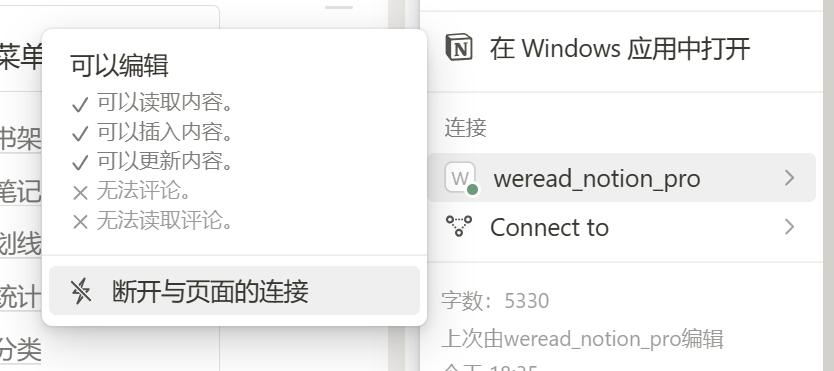 菜单
书架
笔记
划线
统计
分类
可以编辑
可以读取内容。
可以插入内容。
可以更新内容。
无法评论。
无法读取评论。
断开与页面的连接
在 Windows 应用中打开
连接
W weread_notion_pro
Connect to
字数：5330
上次由weread_notion_pro编辑